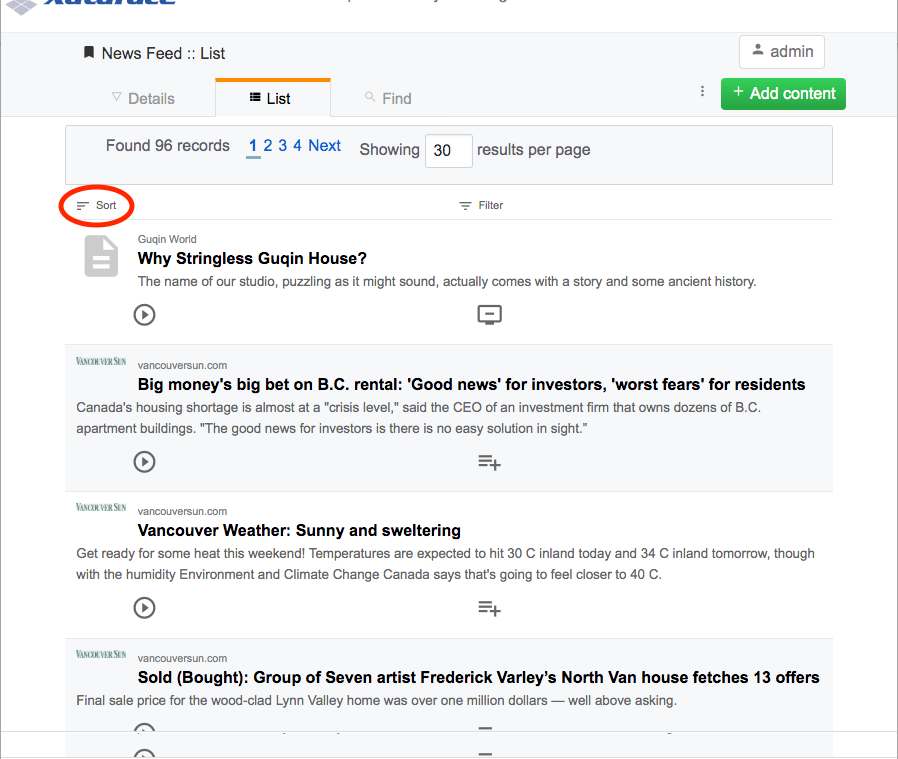 Xataface
News Feed :: List
admin
Details
List
Find
+ Add content
Found 96 records 1 2 3 4 Next Showing 30 results per page
Sort
Filter
Guqin World
Why Stringless Guqin House?
The name of our studio, puzzling as it might sound, actually comes with a story and some ancient history.
VANCOUVER SUN
vancouversun.com
Big money's big bet on B.C. rental: 'Good news' for investors, 'worst fears' for residents
Canada's housing shortage is almost at a "crisis level," said the CEO of an investment firm that owns dozens of B.C.
apartment buildings. "The good news for investors is there is no easy solution in sight."
VANCOUVER SUN
vancouversun.com
Vancouver Weather: Sunny and sweltering
Get ready for some heat this weekend! Temperatures are expected to hit 30 C inland today and 34 C inland tomorrow, though
with the humidity Environment and Climate Change Canada says that's going to feel closer to 40 C.
VANCOUVER SUN
vancouversun.com
Sold (Bought): Group of Seven artist Frederick Varley’s North Van house fetches 13 offers
Final sale price for the wood-clad Lynn Valley home was over one million dollars — well above asking.